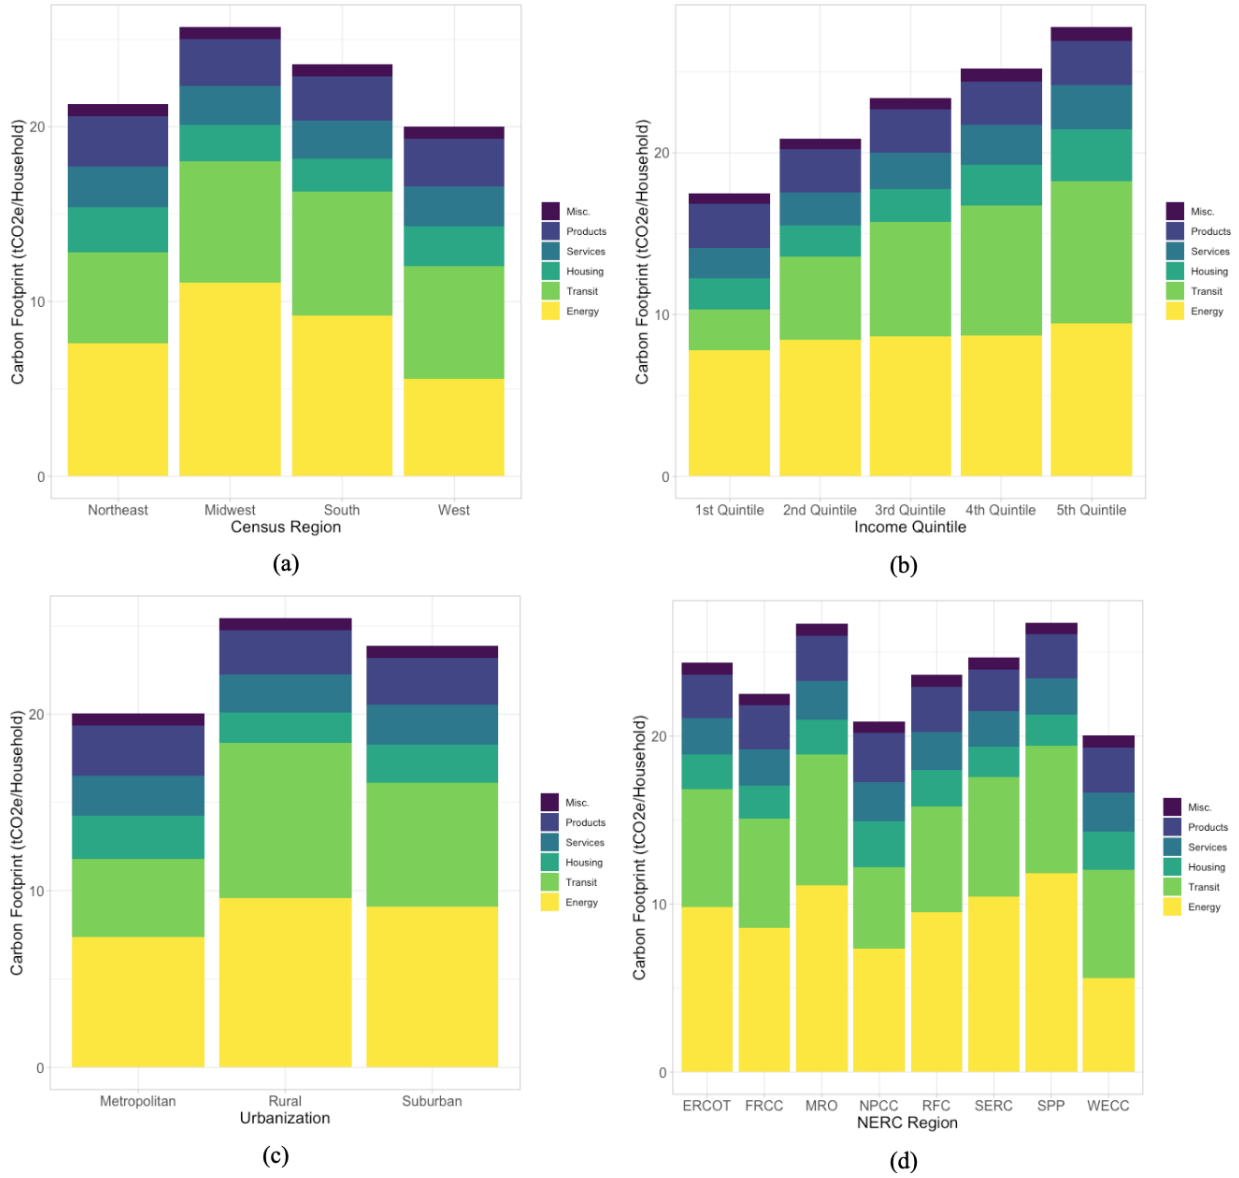 Carbon Footprint (tCO2e/Household)
20
10
0
Northeast Midwest South West
Census Region
Misc.
Products
Services
Housing
Transit
Energy
(a)
Carbon Footprint (tCO2e/Household)
20
10
0
1st Quintile 2nd Quintile 3rd Quintile 4th Quintile 5th Quintile
Income Quintile
Misc.
Products
Services
Housing
Transit
Energy
(b)
Carbon Footprint (tCO2e/Household)
20
10
0
Metropolitan Rural Suburban
Urbanization
Misc.
Products
Services
Housing
Transit
Energy
(c)
Carbon Footprint (tCO2e/Household)
20
10
0
ERCOT FRCC MRO NPCC RFC SERC SPP WECC
NERC Region
Misc.
Products
Services
Housing
Transit
Energy
(d)